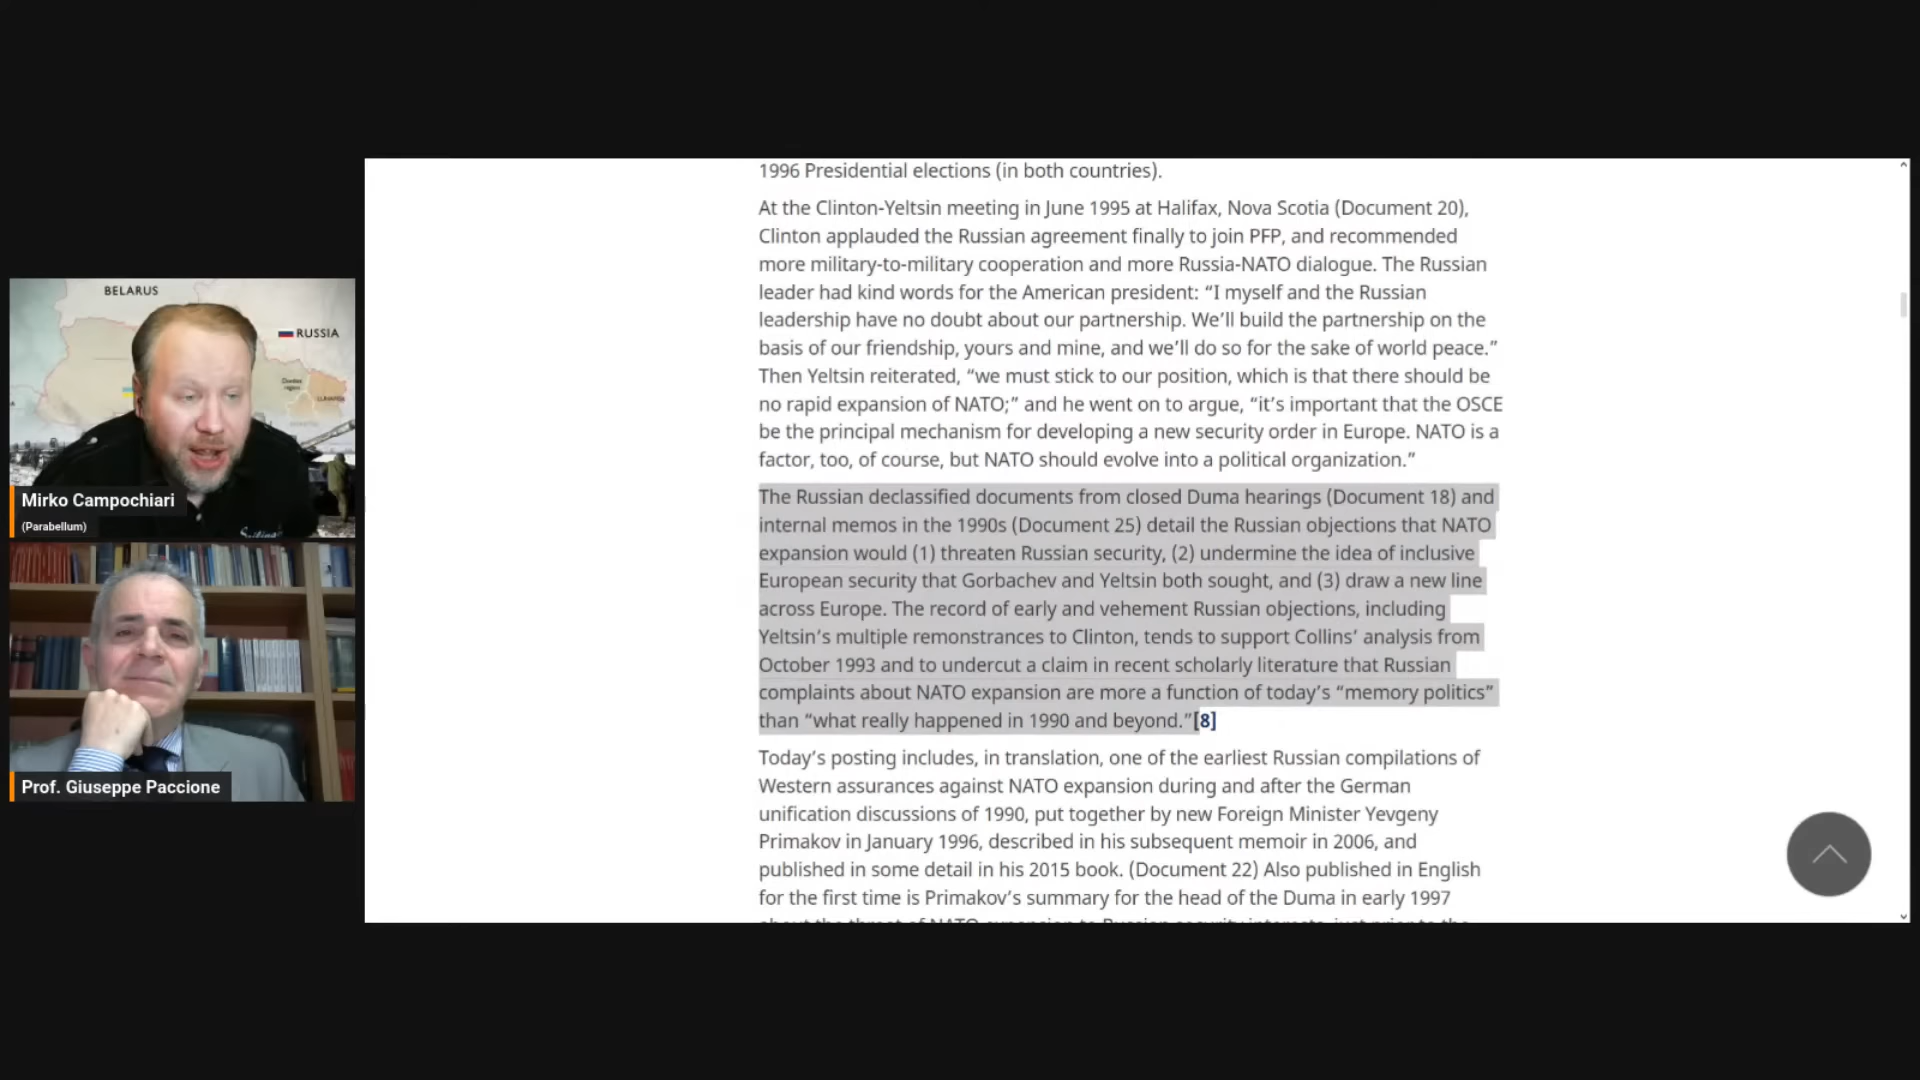 BELARUS
RUSSIA
Donbas
region
LUHANSK
Mirko Campochiari
(Parabellum)
Prof. Giuseppe Paccione
1996 Presidential elections (in both countries).
At the Clinton-Yeltsin meeting in June 1995 at Halifax, Nova Scotia (Document 20),
Clinton applauded the Russian agreement finally to join PFP, and recommended
more military-to-military cooperation and more Russia-NATO dialogue. The Russian
leader had kind words for the American president: “I myself and the Russian
leadership have no doubt about our partnership. We’ll build the partnership on the
basis of our friendship, yours and mine, and we’ll do so for the sake of world peace.”
Then Yeltsin reiterated, “we must stick to our position, which is that there should be
no rapid expansion of NATO;” and he went on to argue, “it’s important that the OSCE
be the principal mechanism for developing a new security order in Europe. NATO is a
factor, too, of course, but NATO should evolve into a political organization.”
The Russian declassified documents from closed Duma hearings (Document 18) and
internal memos in the 1990s (Document 25) detail the Russian objections that NATO
expansion would (1) threaten Russian security, (2) undermine the idea of inclusive
European security that Gorbachev and Yeltsin both sought, and (3) draw a new line
across Europe. The record of early and vehement Russian objections, including
Yeltsin’s multiple remonstrances to Clinton, tends to support Collins’ analysis from
October 1993 and to undercut a claim in recent scholarly literature that Russian
complaints about NATO expansion are more a function of today’s “memory politics”
than “what really happened in 1990 and beyond.”[8]
Today’s posting includes, in translation, one of the earliest Russian compilations of
Western assurances against NATO expansion during and after the German
unification discussions of 1990, put together by new Foreign Minister Yevgeny
Primakov in January 1996, described in his subsequent memoir in 2006, and
published in some detail in his 2015 book. (Document 22) Also published in English
for the first time is Primakov’s summary for the head of the Duma in early 1997
about the threat of NATO expansion to Russian security interests, just prior to the